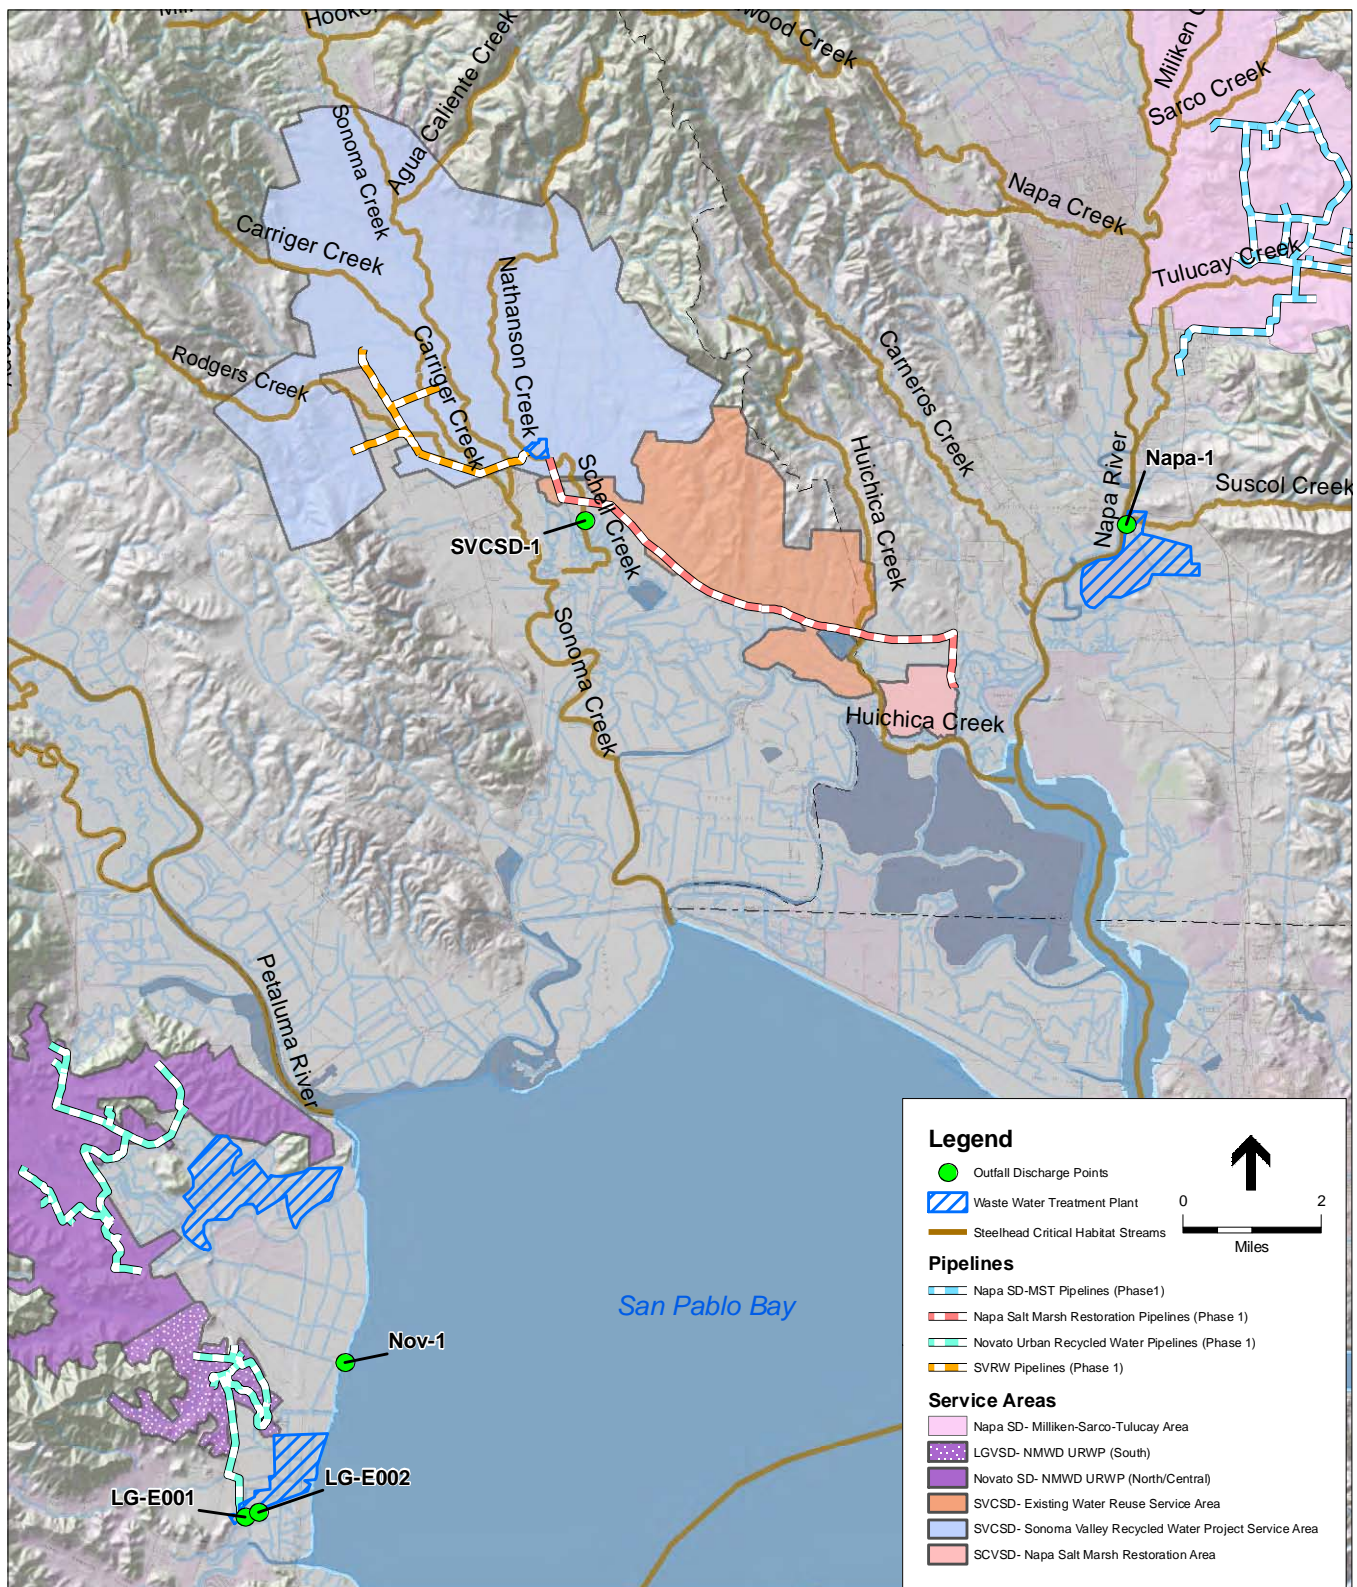 Hooker
wood Creek
Milliken C
Sarco Creek
Sonoma Creek
Agua Caliente Creek
Napa Creek
Carriger Creek
Tulucay Creek
Nathanson Creek
Carriger Creek
Rodgers Creek
Carneros Creek
Huichica Creek
Napa River
Napa-1
Suscol Creek
Schell Creek
SVCSD-1
Sonoma Creek
Huichica Creek
Petaluma River
San Pablo Bay
Nov-1
LG-E002
LG-E001
Legend
Outfall Discharge Points
Waste Water Treatment Plant
Steelhead Critical Habitat Streams
0 2
Miles
Pipelines
Napa SD-MST Pipelines (Phase1)
Napa Salt Marsh Restoration Pipelines (Phase 1)
Novato Urban Recycled Water Pipelines (Phase 1)
SVRW Pipelines (Phase 1)
Service Areas
Napa SD- Milliken-Sarco-Tulucay Area
LGVSD- NMWD URWP (South)
Novato SD- NMWD URWP (North/Central)
SVCSD- Existing Water Reuse Service Area
SVCSD- Sonoma Valley Recycled Water Project Service Area
SCVSD- Napa Salt Marsh Restoration Area